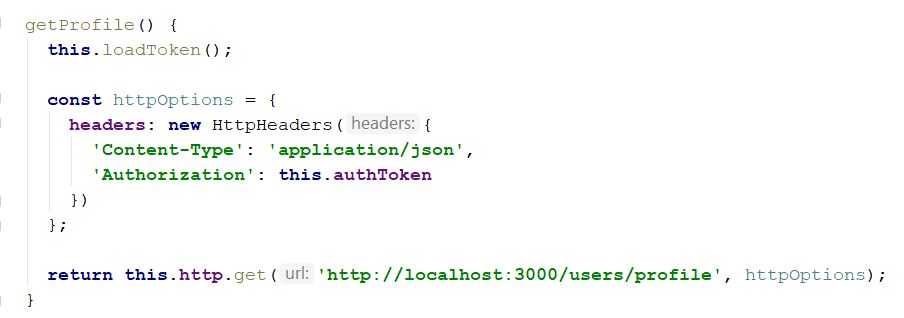 getProfile() {
this.loadToken();
const httpOptions = {
headers: new HttpHeaders( headers: {
'Content-Type': 'application/json',
'Authorization': this.authToken
})
};
return this.http.get( url: 'http://localhost:3000/users/profile', httpOptions);
}